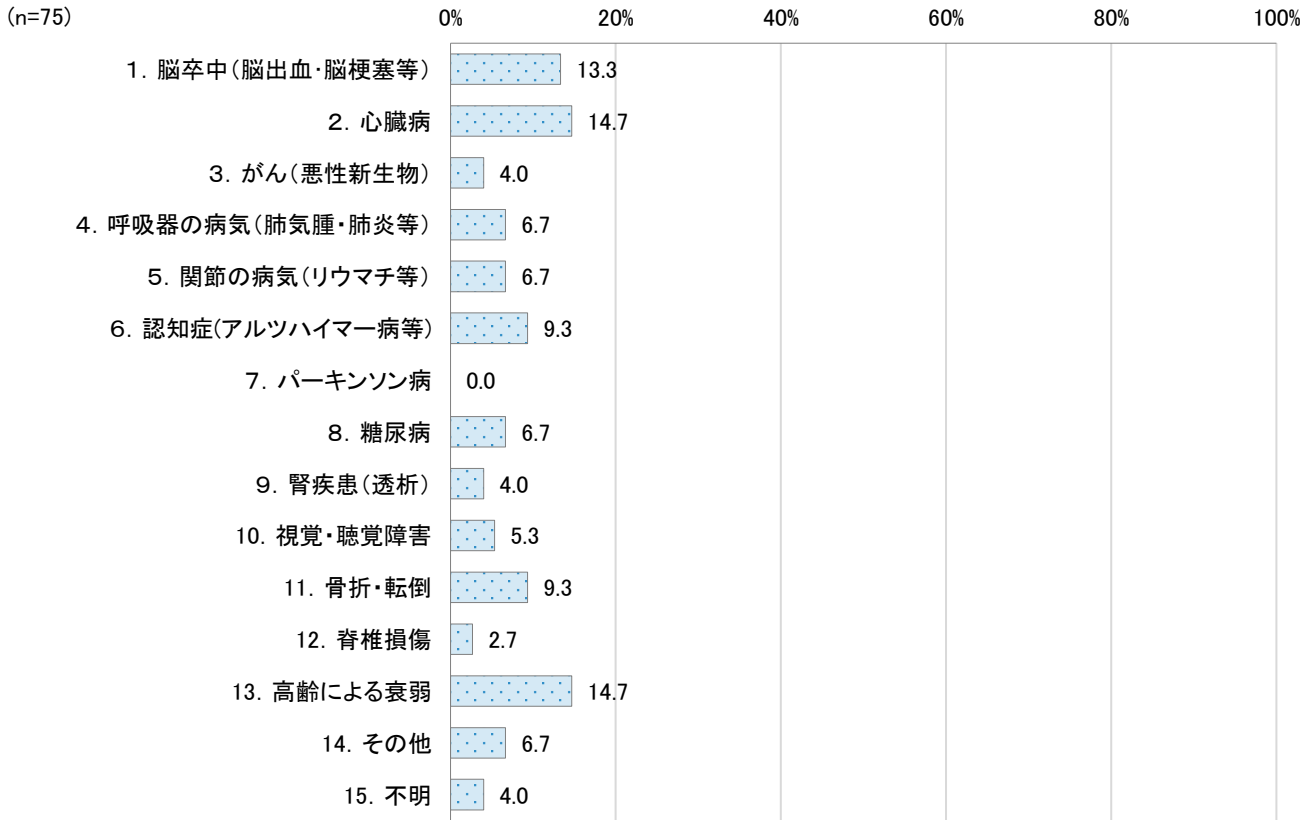 (n=75)
0% 20% 40% 60% 80% 100%
1. 脳卒中(脳出血・脳梗塞等) 13.3
2. 心臓病 14.7
3. がん(悪性新生物) 4.0
4. 呼吸器の病気(肺気腫・肺炎等) 6.7
5. 関節の病気(リウマチ等) 6.7
6. 認知症(アルツハイマー病等) 9.3
7. パーキンソン病 0.0
8. 糖尿病 6.7
9. 腎疾患(透析) 4.0
10. 視覚・聴覚障害 5.3
11. 骨折・転倒 9.3
12. 脊椎損傷 2.7
13. 高齢による衰弱 14.7
14. その他 6.7
15. 不明 4.0